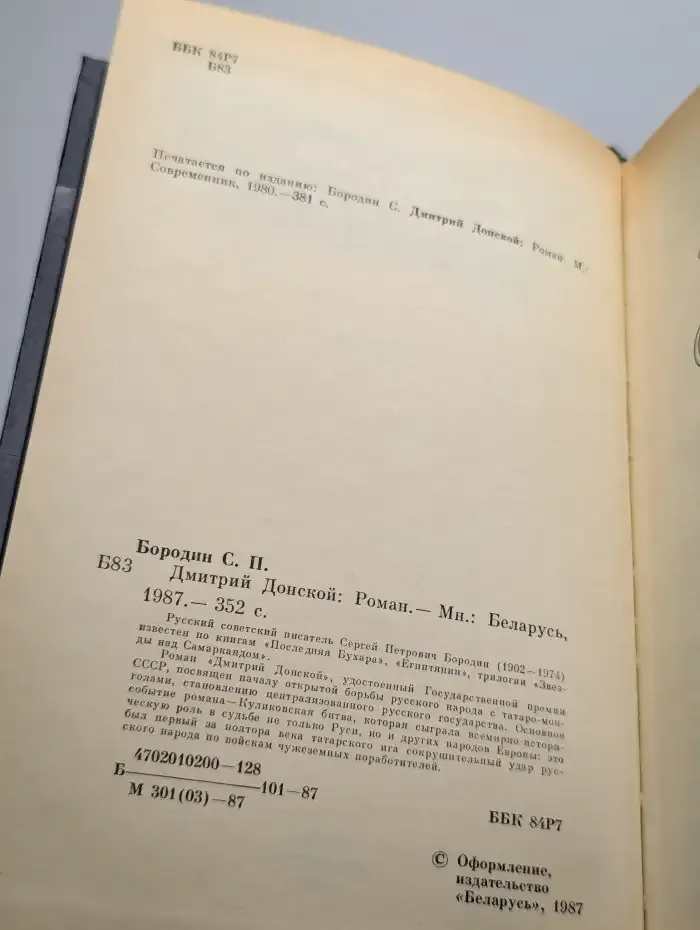 ББК 84Р7
Б83
Печатается по изданию: Бородин С. Дмитрий Донской: Роман. М.:
Современник, 1980.—381 с.
Бородин С. П.
Б83 Дмитрий Донской: Роман.— Мн.: Беларусь,
1987.— 352 с.
Русский советский писатель Сергей Петрович Бородин (1902—1974)
известен по книгам «Последняя Бухара», «Египтянин», трилогии «Звез-
ды над Самаркандом».
Роман «Дмитрий Донской», удостоенный Государственной премии
СССР, посвящен началу открытой борьбы русского народа с татаро-мон-
голами, становлению централизованного русского государства. Основное
событие романа—Куликовская битва, которая сыграла всемирно-истори-
ческую роль в судьбе не только Руси, но и других народов Европы: это
был первый за полтора века татарского ига сокрушительный удар рус-
ского народа по войскам чужеземных поработителей.
4702010200—128
Б—————101—87
М 301(03)—87
ББК 84Р7
© Оформление,
издательство
«Беларусь», 1987